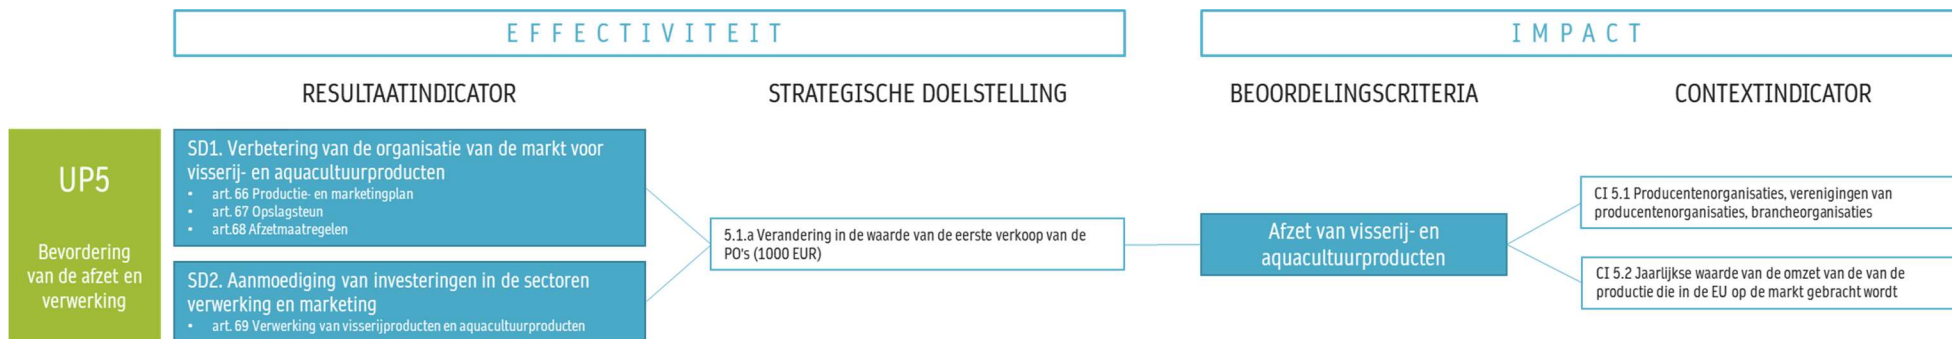 EFFECTIVITEIT
IMPACT
RESULTAATINDICATOR
STRATEGISCHE DOELSTELLING
BEOORDELINGSCRITERIA
CONTEXTINDICATOR
UP5
Bevordering
van de afzet en
verwerking
SD1. Verbetering van de organisatie van de markt voor
visserij- en aquacultuurproducten
• art. 66 Productie- en marketingplan
• art. 67 Opslagsteun
• art.68 Afzetmaatregelen
SD2. Aanmoediging van investeringen in de sectoren
verwerking en marketing
• art. 69 Verwerking van visserijproducten en aquacultuurproducten
5.1.a Verandering in de waarde van de eerste verkoop van de
PO's (1000 EUR)
Afzet van visserij- en
aquacultuurproducten
CI 5.1 Producentenorganisaties, verenigingen van
producentenorganisaties, brancheorganisaties
CI 5.2 Jaarlijkse waarde van de omzet van de van de
productie die in de EU op de markt gebracht wordt